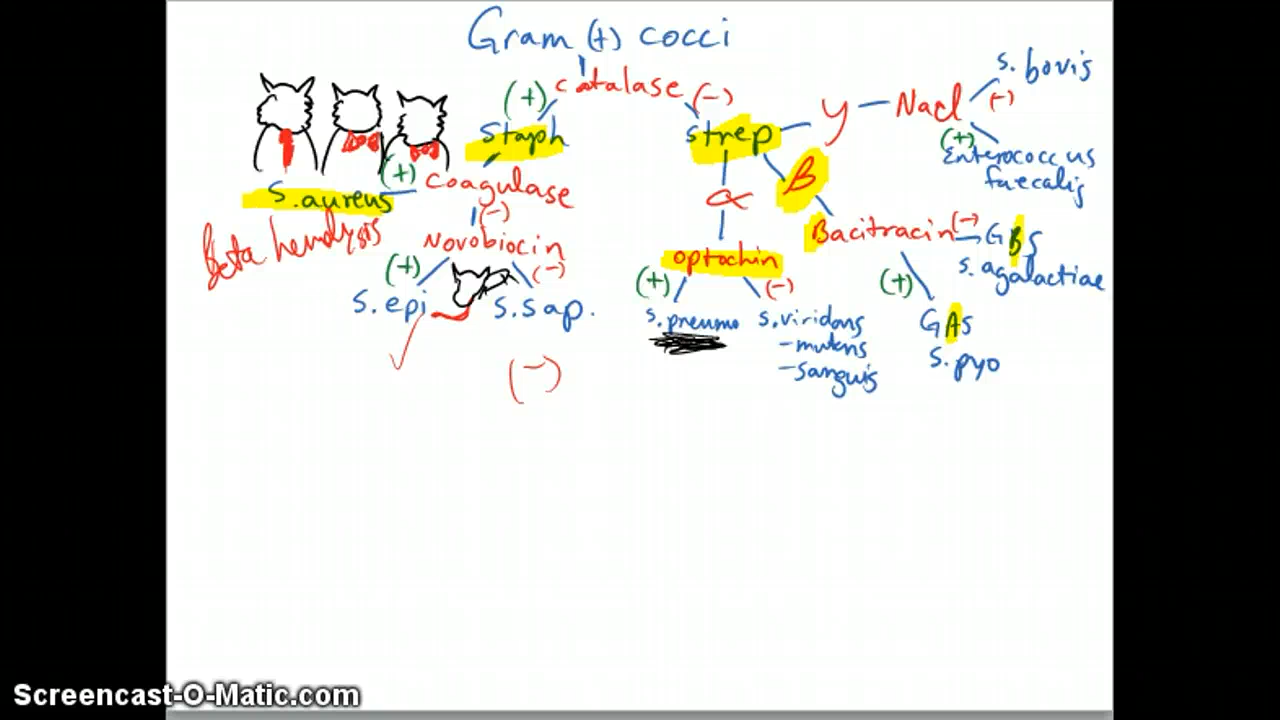 Gram (+) cocci
catalase
(+)
(-)
Staph
strep
y
NaCl
s. bovis
(-)
(+)
Enterococcus
faecalis
S. aureus
(+)
coagulase
(-)
Beta hemolysis
Novobiocin
(+)
(-)
S. epi
S. sap.
(-)
α
optochin
(+)
(-)
s. pneumo
s. viridans
- mutans
- sanguis
B
Bacitracin
(-)
GBS
s. agalactiae
(+)
GAS
s. pyo
Screencast-O-Matic.com